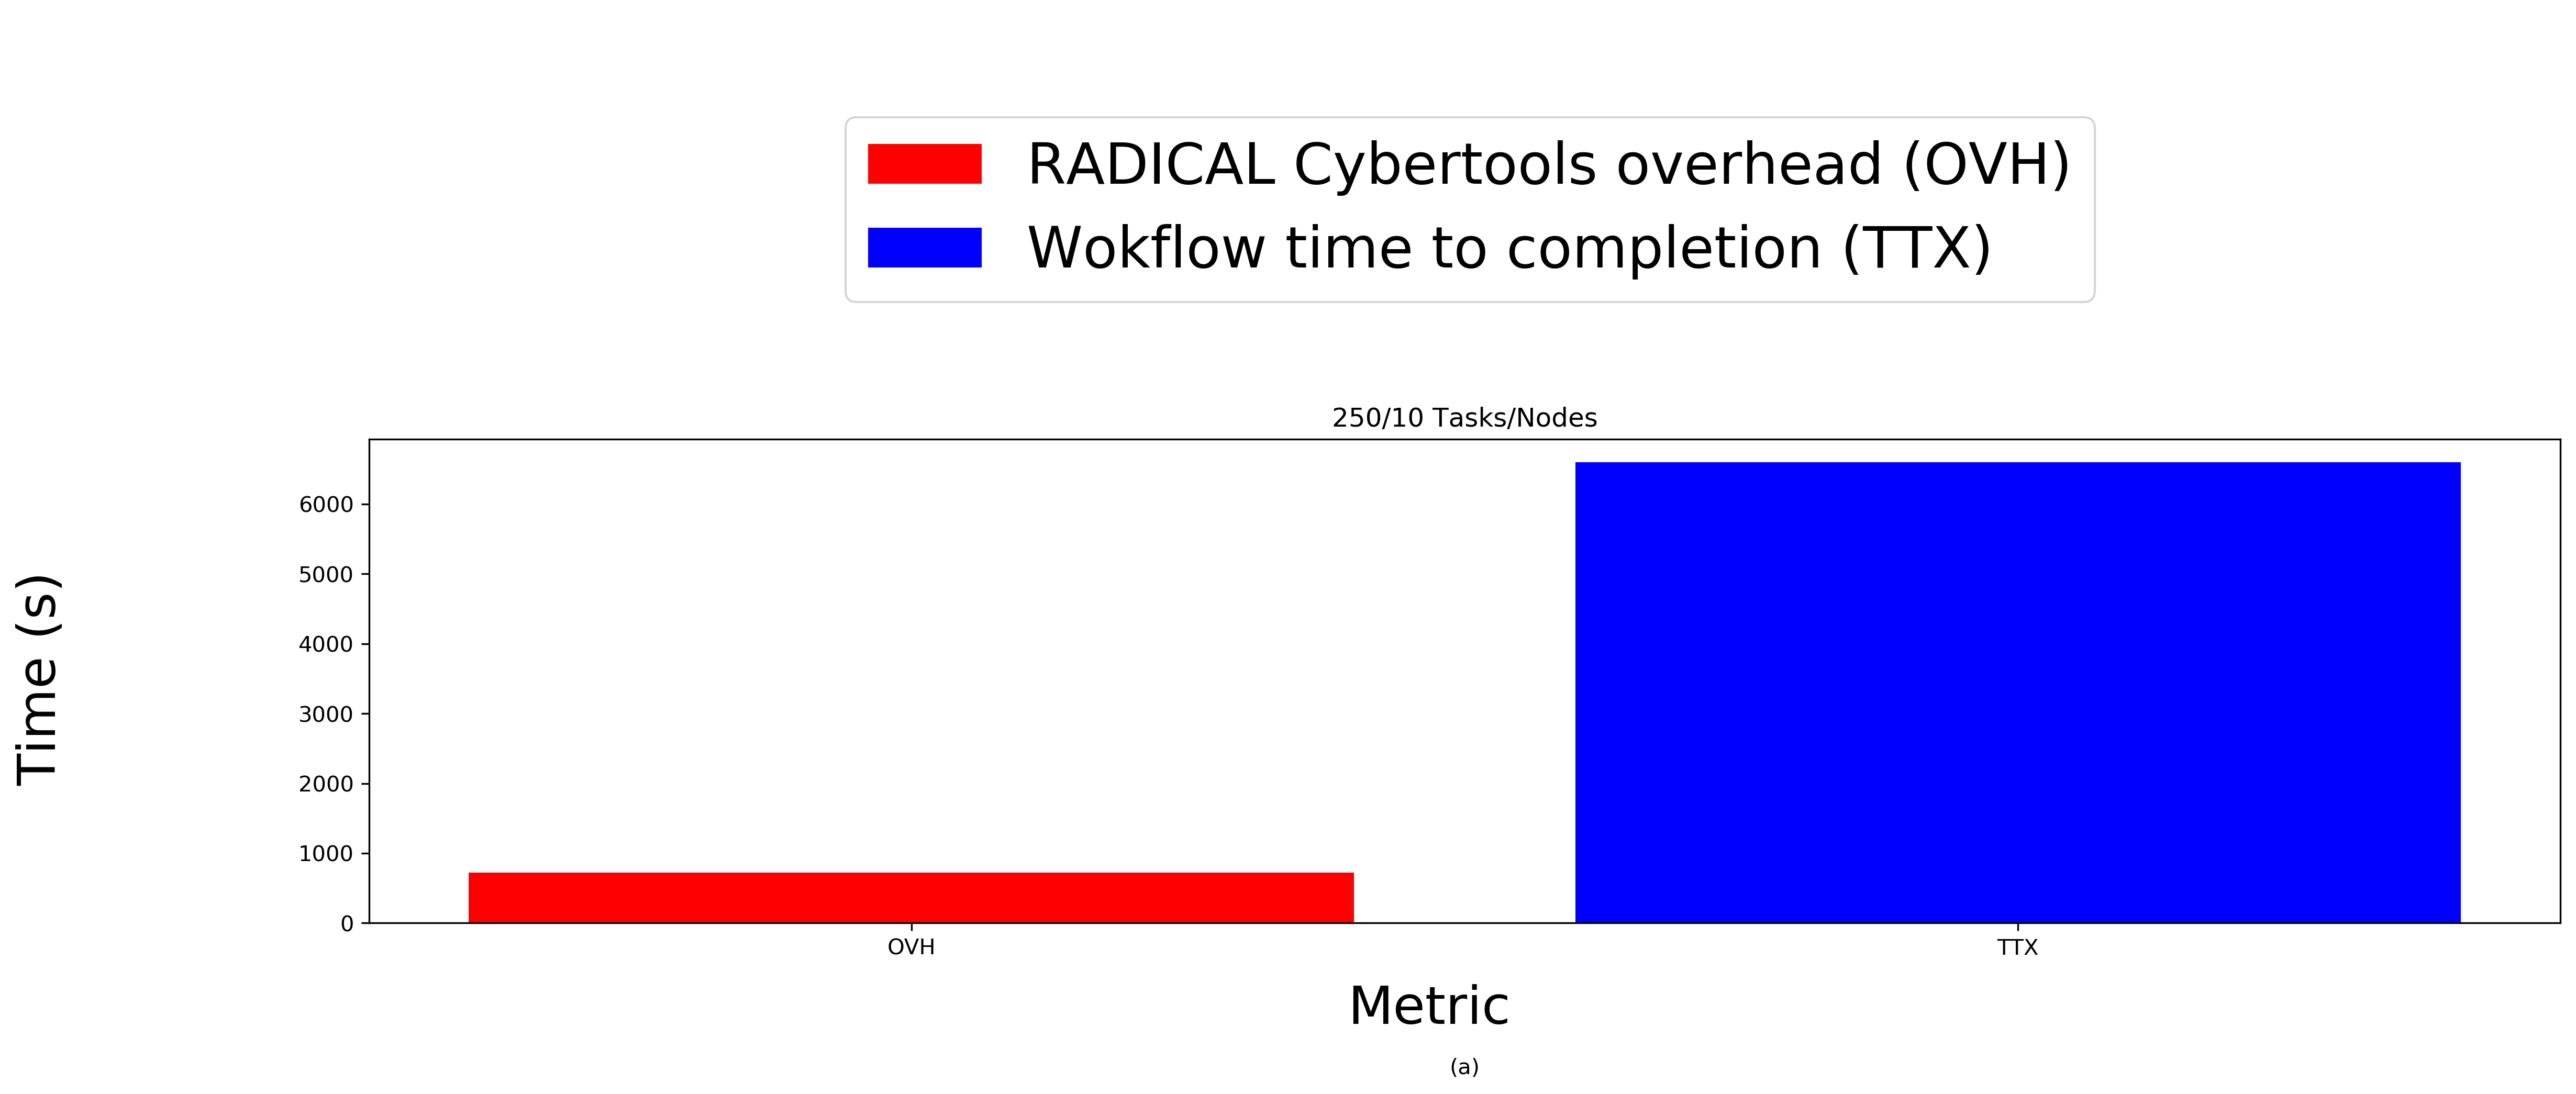 RADICAL Cybertools overhead (OVH)
Wokflow time to completion (TTX)
250/10 Tasks/Nodes
Time (s)
6000
5000
4000
3000
2000
1000
0
OVH
TTX
Metric
(a)